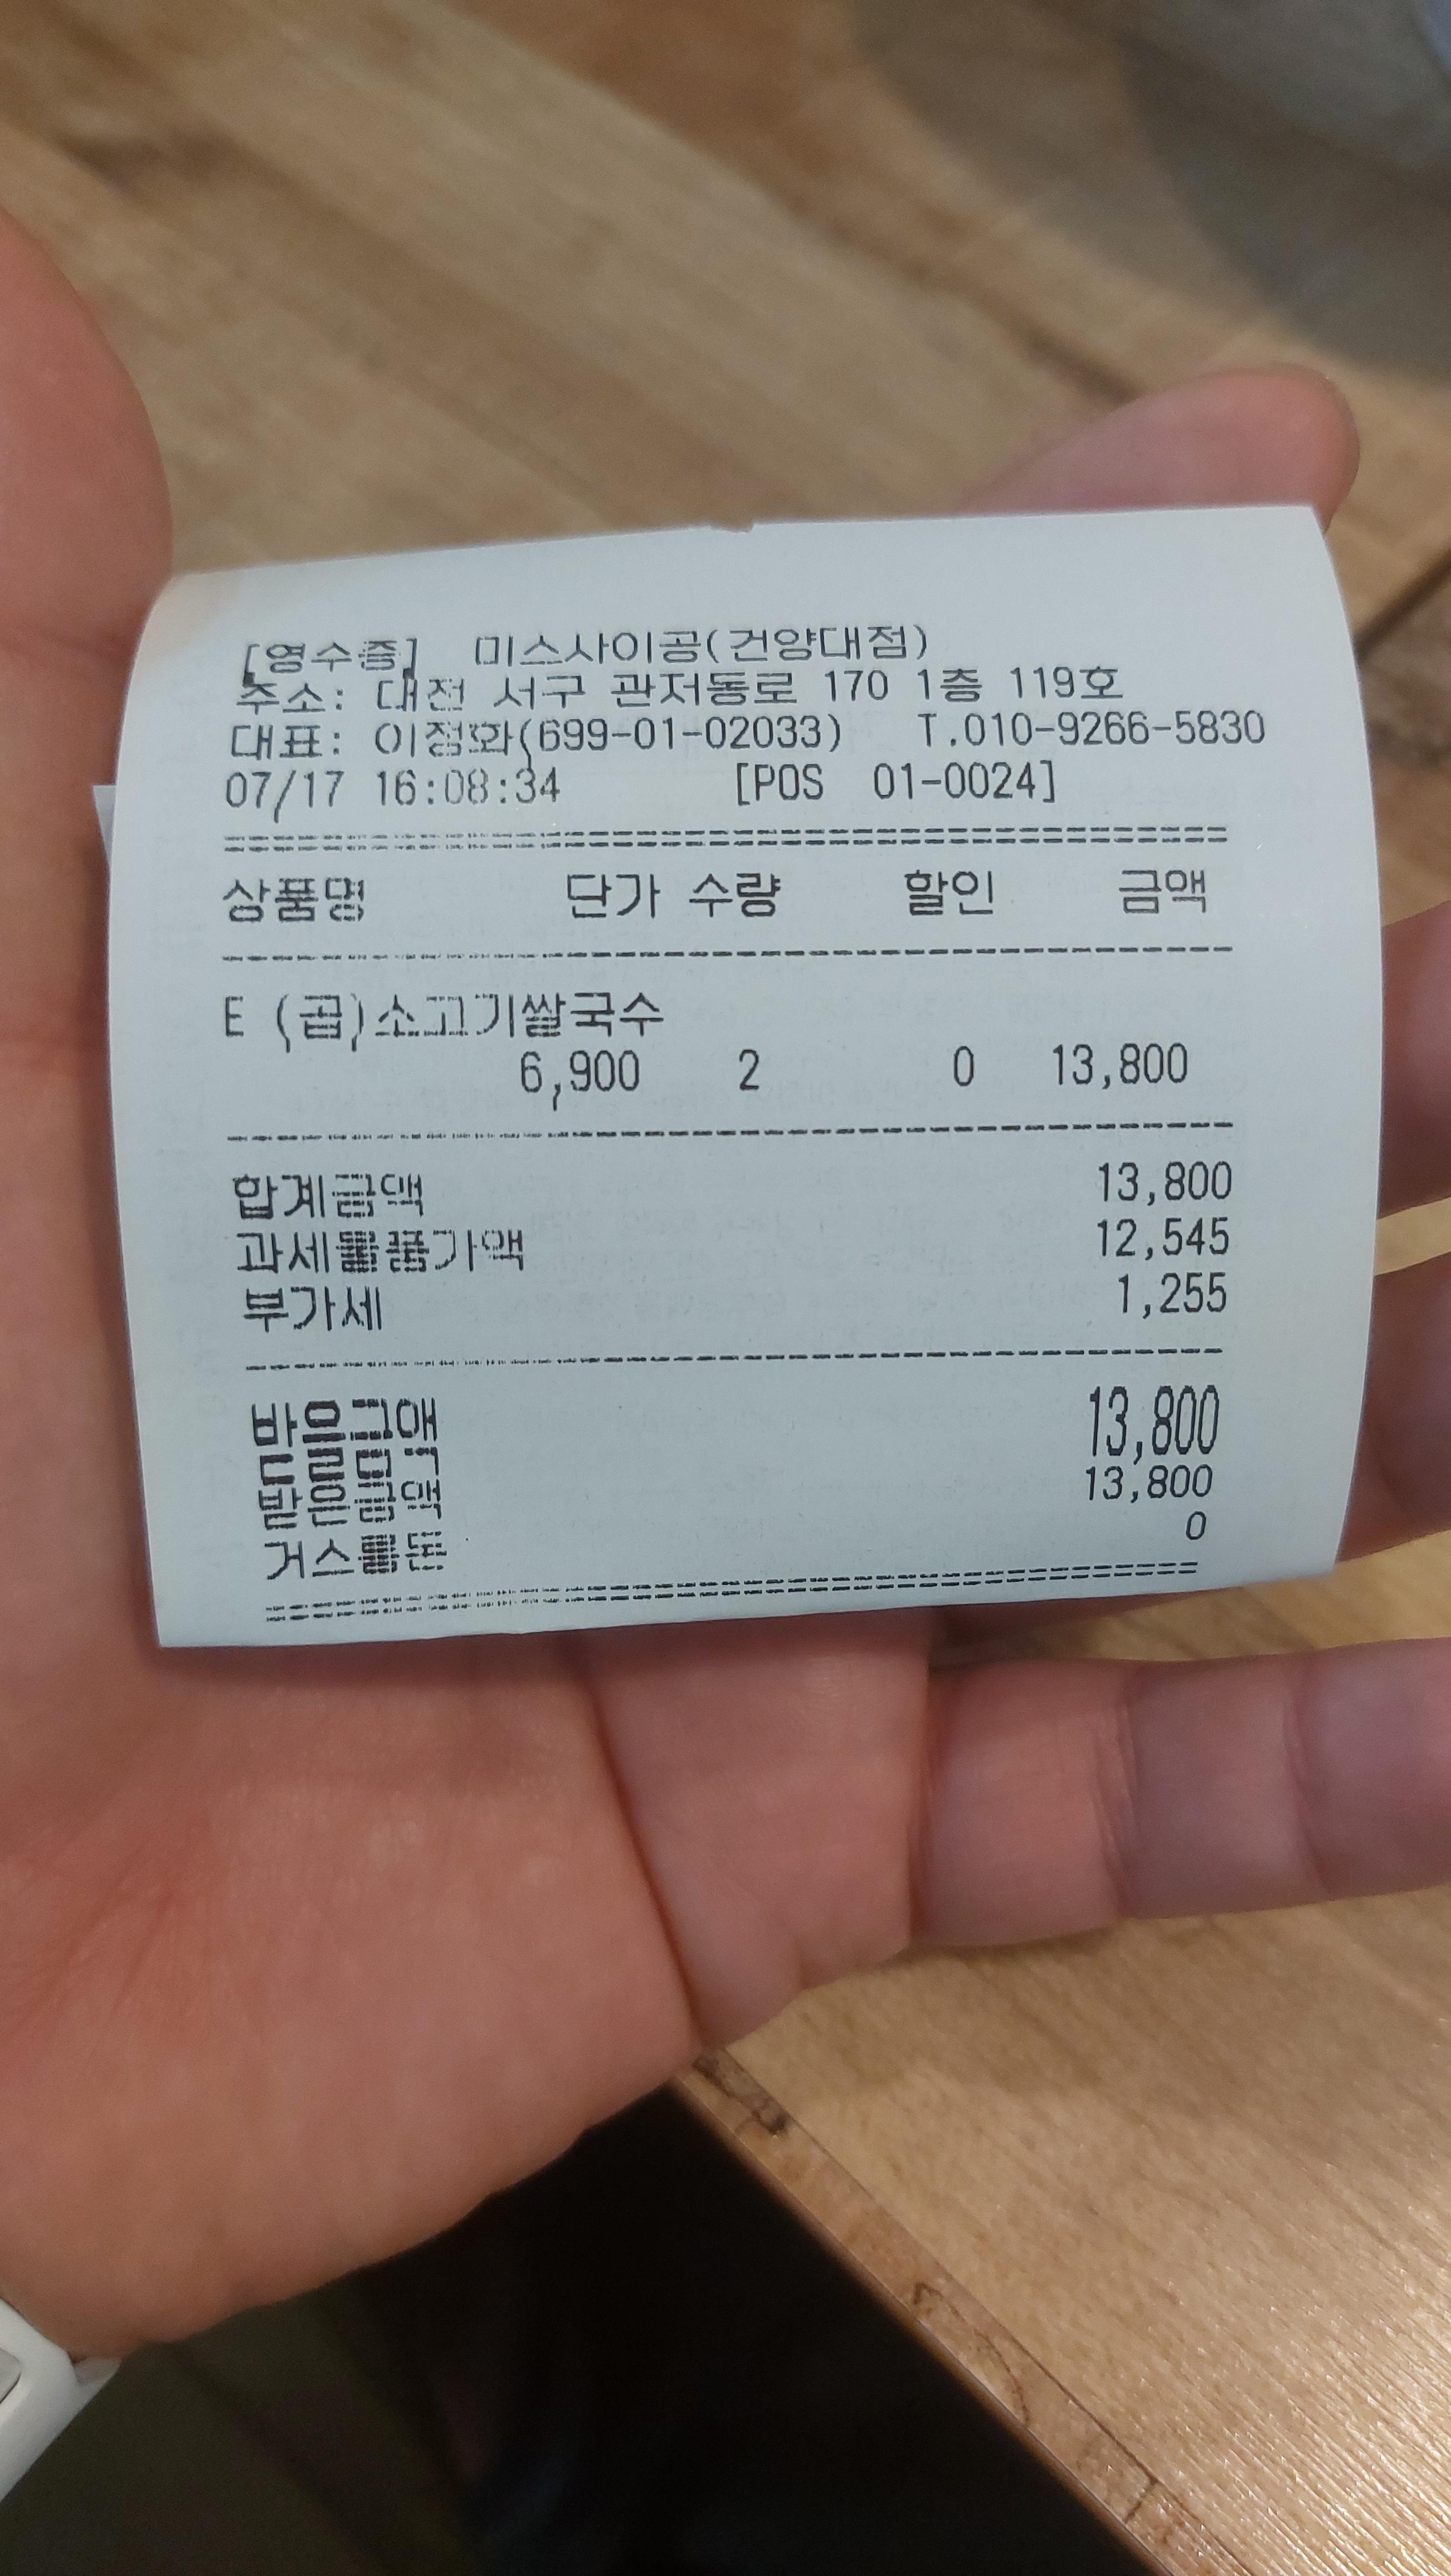 [영수증] 미스사이공(건양대점)
주소: 대전 서구 관저동로 170 1층 119호
대표: 이정화(699-01-02033) T.010-9266-5830
07/17 16:08:34 [POS 01-0024]
상품명 단가 수량 할인 금액
E (곱)소고기쌀국수
6,900 2 0 13,800
합계금액 13,800
과세물품가액 12,545
부가세 1,255
받을금액 13,800
받은금액 13,800
거스름돈 0